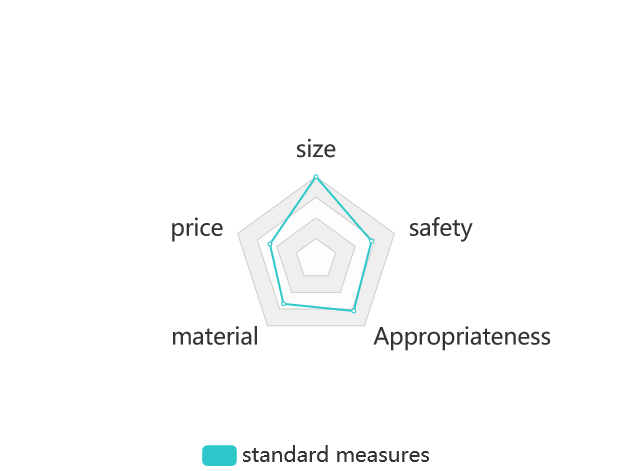 size
price
safety
material
Appropriateness
standard measures